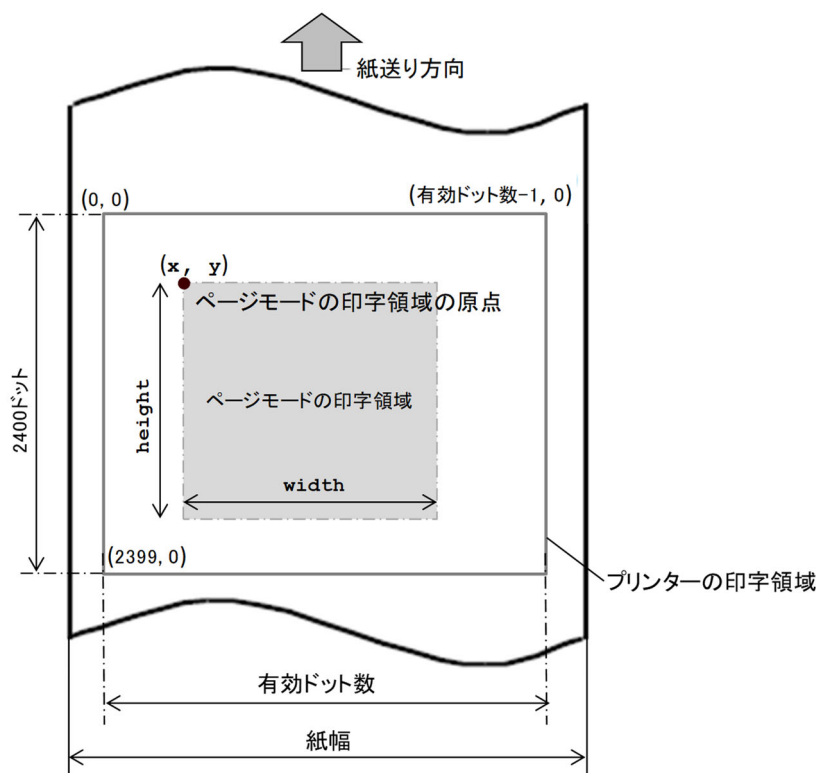 紙送り方向
(0, 0)
(有効ドット数-1, 0)
(x, y)
ページモードの印字領域の原点
2400ドット
height
ページモードの印字領域
width
(2399, 0)
プリンターの印字領域
有効ドット数
紙幅